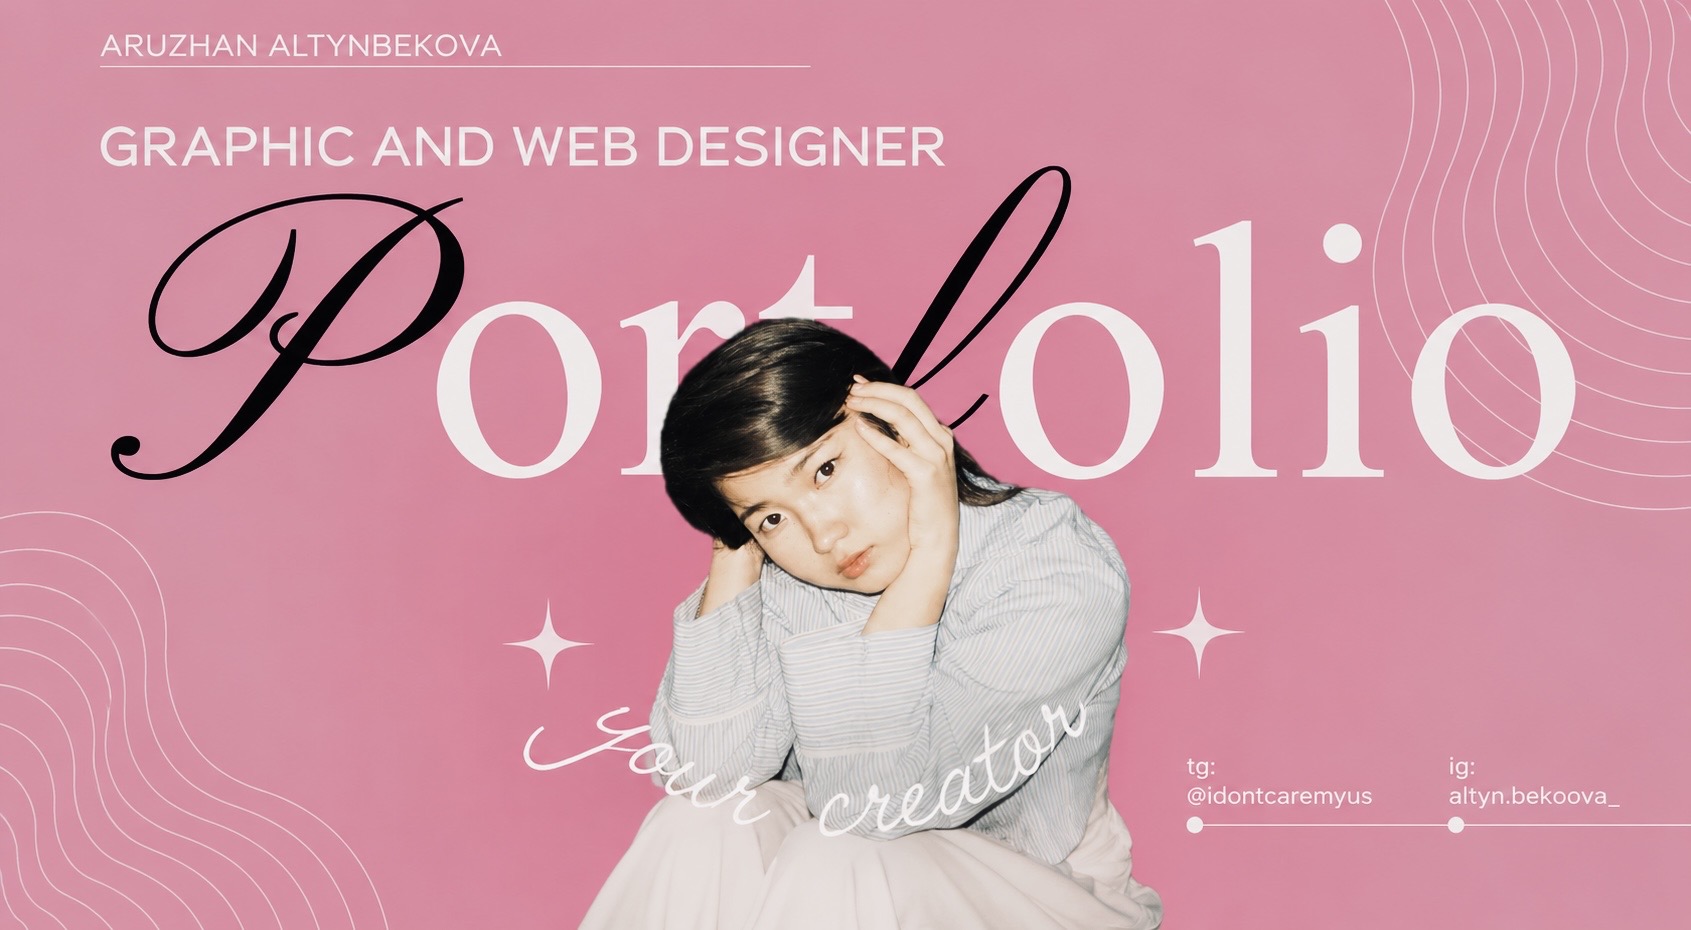 ARUZHAN ALTYNBEKOVA
GRAPHIC AND WEB DESIGNER
Portfolio
your creator
tg:
@idontcaremyus
ig:
altyn.bekoova_